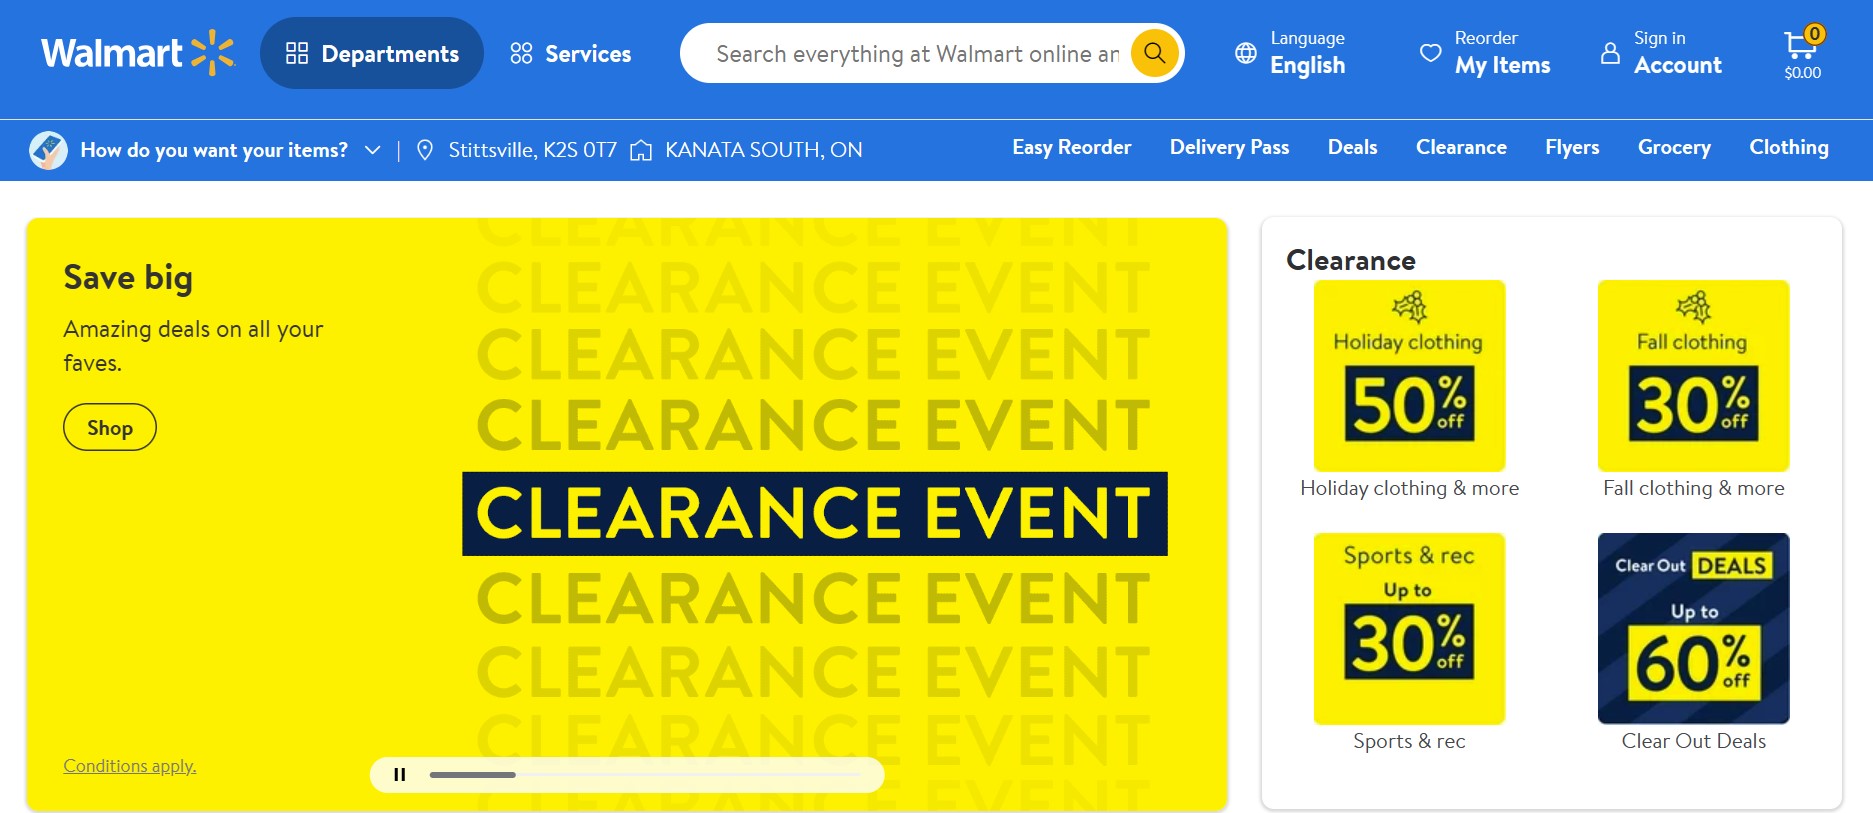 Walmart
Departments
Services
Search everything at Walmart online an
Language
English
Reorder
My Items
Sign in
Account
0
$0.00
How do you want your items?
Stittsville, K2S 0T7
KANATA SOUTH, ON
Easy Reorder
Delivery Pass
Deals
Clearance
Flyers
Grocery
Clothing
Save big
Amazing deals on all your
faves.
Shop
Conditions apply.
CLEARANCE EVENT
CLEARANCE EVENT
CLEARANCE EVENT
CLEARANCE EVENT
CLEARANCE EVENT
CLEARANCE EVENT
CLEARANCE EVENT
CLEARANCE EVENT
CLEARANCE EVENT
Clearance
Holiday clothing
50% off
Holiday clothing & more
Fall clothing
30% off
Fall clothing & more
Sports & rec
Up to
30% off
Sports & rec
Clear Out DEALS
Up to
60% off
Clear Out Deals